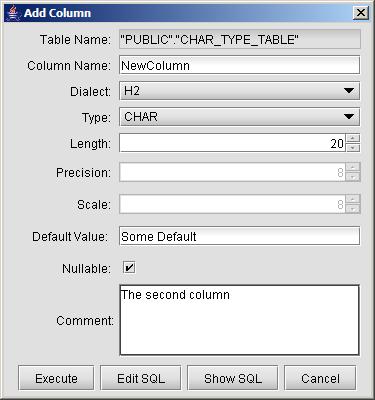 Add Column
Table Name: "PUBLIC"."CHAR_TYPE_TABLE"
Column Name: NewColumn
Dialect: H2
Type: CHAR
Length: 20
Precision: 8
Scale: 8
Default Value: Some Default
Nullable:
The second column
Comment:
Execute Edit SQL Show SQL Cancel